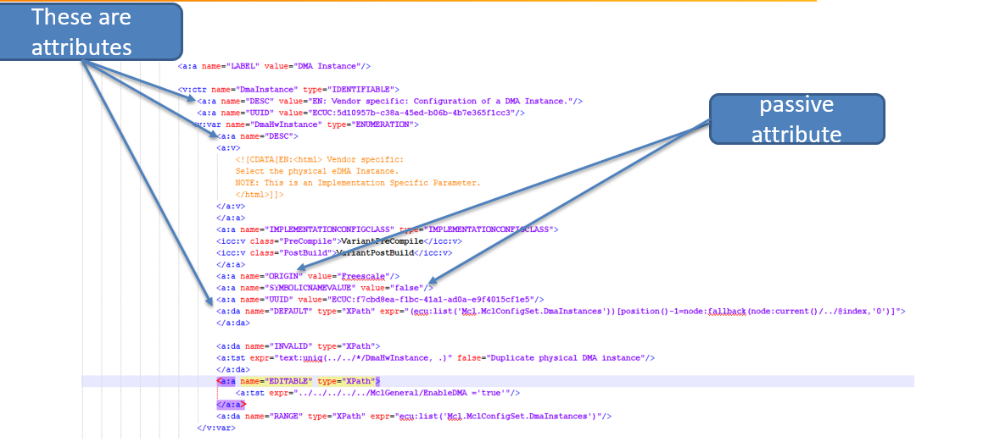 These are
attributes
<a:a name="LABEL" value="DMA Instance"/>
<v:ctr name="DmaInstance" type="IDENTIFIABLE">
<a:a name="DESC" value="EN: Vendor specific: Configuration of a DMA Instance."/>
<a:a name="UUID" value="ECUC:5d10957b-c38a-45ed-b06b-4b7e365f1cc3"/>
<v:var name="DmaHwInstance" type="ENUMERATION">
passive
attribute
<a:a name="DESC">
<a:v>
<![CDATA[EN:<html> Vendor specific:
Select the physical eDMA Instance.
NOTE: This is an Implementation Specific Parameter.
</html>]]>
</a:v>
</a:a>
<a:a name="IMPLEMENTATIONCONFIGCLASS" type="IMPLEMENTATIONCONFIGCLASS">
<icc:v class="PreCompile">VariantPreCompile</icc:v>
<icc:v class="PostBuild">VariantPostBuild</icc:v>
</a:a>
<a:a name="ORIGIN" value="Freescale"/>
<a:a name="SYMBOLICNAMEVALUE" value="false"/>
<a:a name="UUID" value="ECUC:f7cbd8ea-f1bc-41a1-ad0a-e9f4015cf1e5"/>
<a:da name="DEFAULT" type="XPath" expr="(ecu:list('Mcl.MclConfigSet.DmaInstances'))[position()-1=node:fallback(node:current()/../@index,'0')]">
</a:da>
<a:da name="INVALID" type="XPath">
<a:tst expr="text:uniq(../../*/DmaHwInstance, .)" false="Duplicate physical DMA instance"/>
</a:da>
<a:a name="EDITABLE" type="XPath">
<a:tst expr="../../../../../MclGeneral/EnableDMA ='true'"/>
</a:a>
<a:da name="RANGE" type="XPath" expr="ecu:list('Mcl.MclConfigSet.DmaInstances')"/>
</v:var>